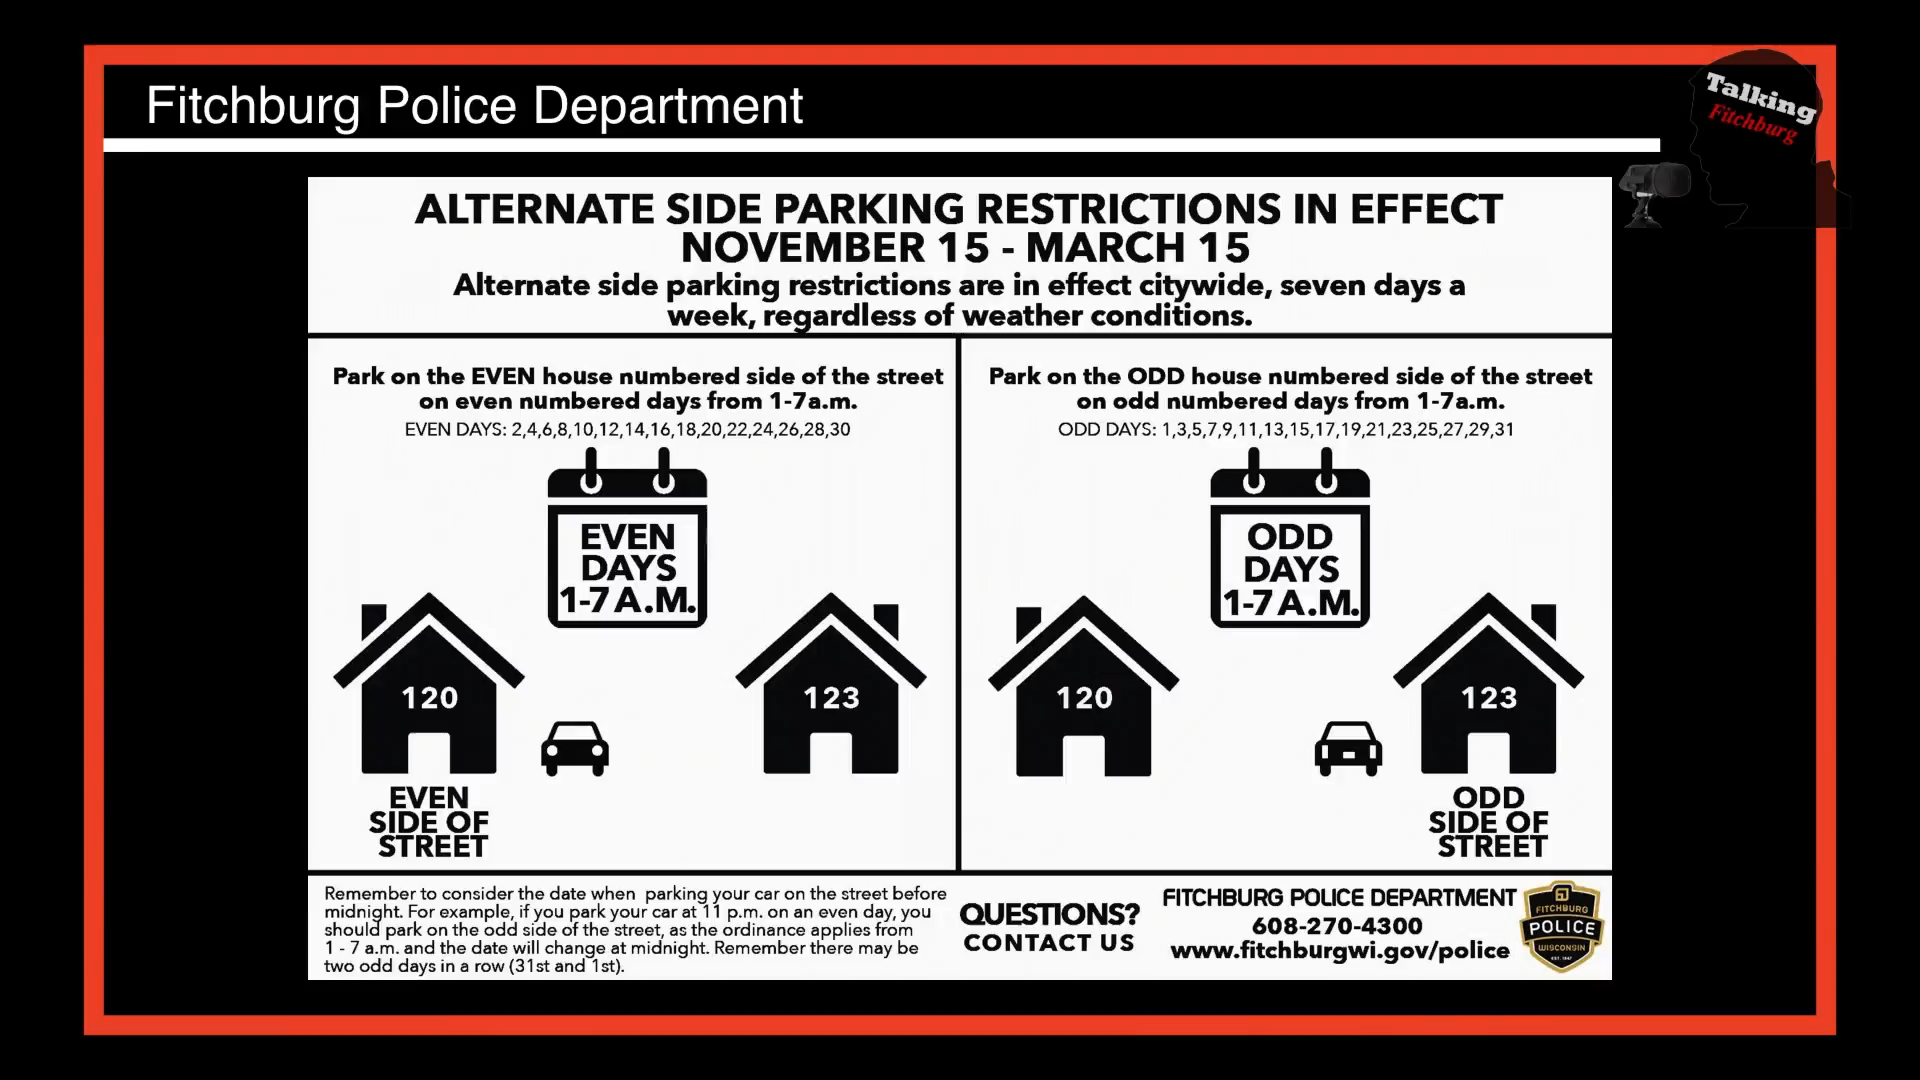 Fitchburg Police Department
Talking
Fitchburg
ALTERNATE SIDE PARKING RESTRICTIONS IN EFFECT
NOVEMBER 15 - MARCH 15
Alternate side parking restrictions are in effect citywide, seven days a
week, regardless of weather conditions.
Park on the EVEN house numbered side of the street
on even numbered days from 1-7a.m.
EVEN DAYS: 2,4,6,8,10,12,14,16,18,20,22,24,26,28,30
EVEN
DAYS
1-7 A.M.
120
123
EVEN
SIDE OF
STREET
Park on the ODD house numbered side of the street
on odd numbered days from 1-7a.m.
ODD DAYS: 1,3,5,7,9,11,13,15,17,19,21,23,25,27,29,31
ODD
DAYS
1-7 A.M.
120
123
ODD
SIDE OF
STREET
Remember to consider the date when parking your car on the street before
midnight. For example, if you park your car at 11 p.m. on an even day, you
should park on the odd side of the street, as the ordinance applies from
1 - 7 a.m. and the date will change at midnight. Remember there may be
two odd days in a row (31st and 1st).
QUESTIONS?
CONTACT US
FITCHBURG POLICE DEPARTMENT
608-270-4300
www.fitchburgwi.gov/police
FITCHBURG
POLICE
WISCONSIN